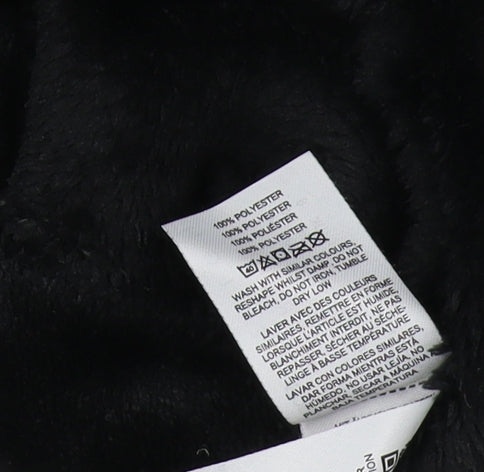 100% POLYESTER
100% POLYESTER
100% POLIÉSTER
100% POLYESTER
40
WASH WITH SIMILAR COLOURS,
RESHAPE WHILST DAMP, DO NOT
BLEACH, DO NOT IRON, TUMBLE
DRY LOW
LAVER AVEC DES COULEURS
SIMILAIRES, REMETTRE EN FORME
LORSQUE L'ARTICLE EST HUMIDE,
BLANCHIMENT INTERDIT, NE PAS
REPASSER, SÉCHER AU SÈCHE-
LINGE À BASSE TEMPÉRATURE
LAVAR CON COLORES SIMILARES,
DAR FORMA MIENTRAS ESTÁ
HÚMEDO, NO USAR LEJÍA, NO
PLANCHAR, SECAR A MÁQUINA
BAJA TEMPERATURA